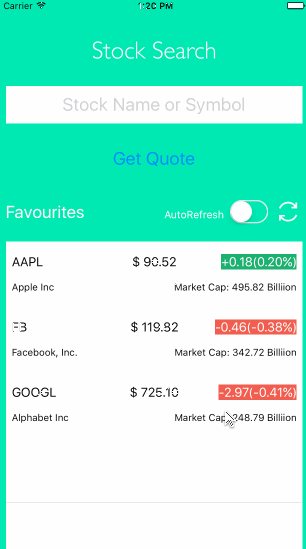 Carrier 1:20 PM
Stock Search
Stock Name or Symbol
Get Quote
Favourites AutoRefresh
AAPL $ 90.52 +0.18(0.20%)
Apple Inc Market Cap: 495.82 Billiion
FB $ 119.92 -0.46(-0.38%)
Facebook, Inc. Market Cap: 342.72 Billiion
GOOGL $ 725.10 -2.97(-0.41%)
Alphabet Inc Market Cap: 248.79 Billiion